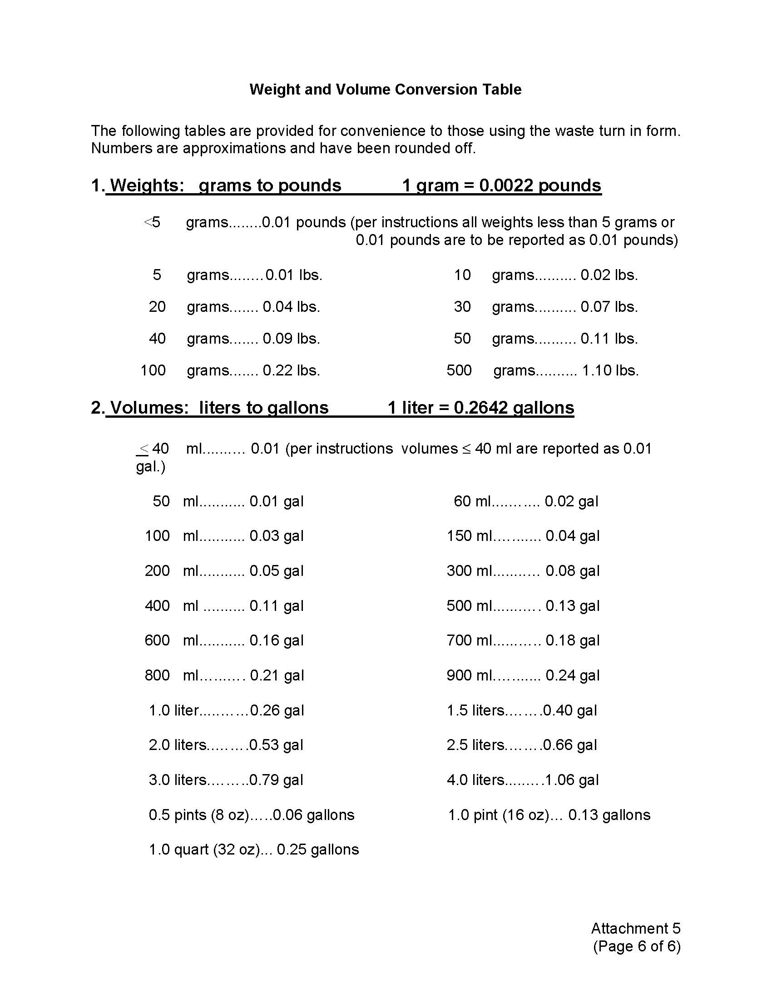 Weight and Volume Conversion Table
The following tables are provided for convenience to those using the waste turn in form.
Numbers are approximations and have been rounded off.
1. Weights: grams to pounds 1 gram = 0.0022 pounds
<5 grams........0.01 pounds (per instructions all weights less than 5 grams or
0.01 pounds are to be reported as 0.01 pounds)
5 grams........0.01 lbs. 10 grams.......... 0.02 lbs.
20 grams....... 0.04 lbs. 30 grams.......... 0.07 lbs.
40 grams....... 0.09 lbs. 50 grams.......... 0.11 lbs.
100 grams....... 0.22 lbs. 500 grams.......... 1.10 lbs.
2. Volumes: liters to gallons 1 liter = 0.2642 gallons
≤ 40 ml.......... 0.01 (per instructions volumes ≤ 40 ml are reported as 0.01
gal.)
50 ml........... 0.01 gal 60 ml........... 0.02 gal
100 ml........... 0.03 gal 150 ml........... 0.04 gal
200 ml........... 0.05 gal 300 ml........... 0.08 gal
400 ml .......... 0.11 gal 500 ml........... 0.13 gal
600 ml........... 0.16 gal 700 ml........... 0.18 gal
800 ml........... 0.21 gal 900 ml........... 0.24 gal
1.0 liter............0.26 gal 1.5 liters.........0.40 gal
2.0 liters..........0.53 gal 2.5 liters.........0.66 gal
3.0 liters..........0.79 gal 4.0 liters.........1.06 gal
0.5 pints (8 oz).....0.06 gallons 1.0 pint (16 oz)... 0.13 gallons
1.0 quart (32 oz)... 0.25 gallons
Attachment 5
(Page 6 of 6)